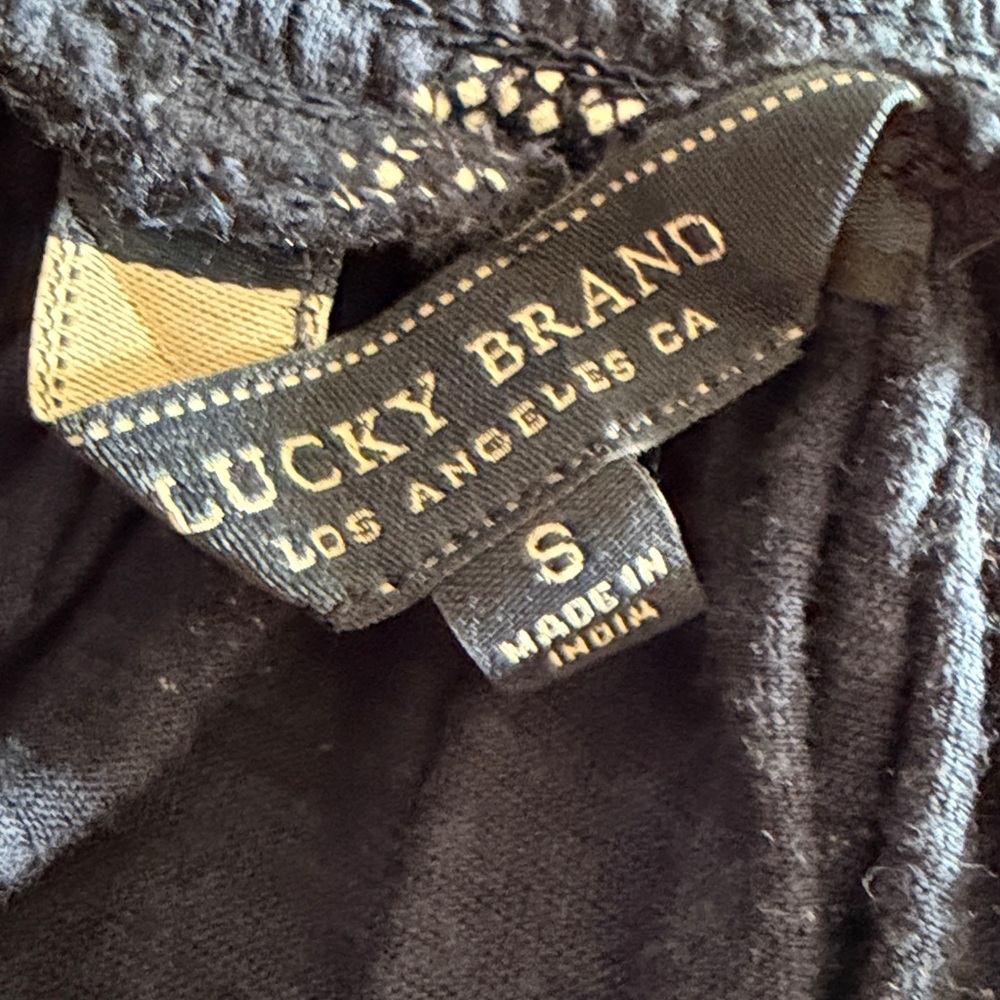 LUCKY BRAND
LOS ANGELES CA
S
MADE IN
INDIA